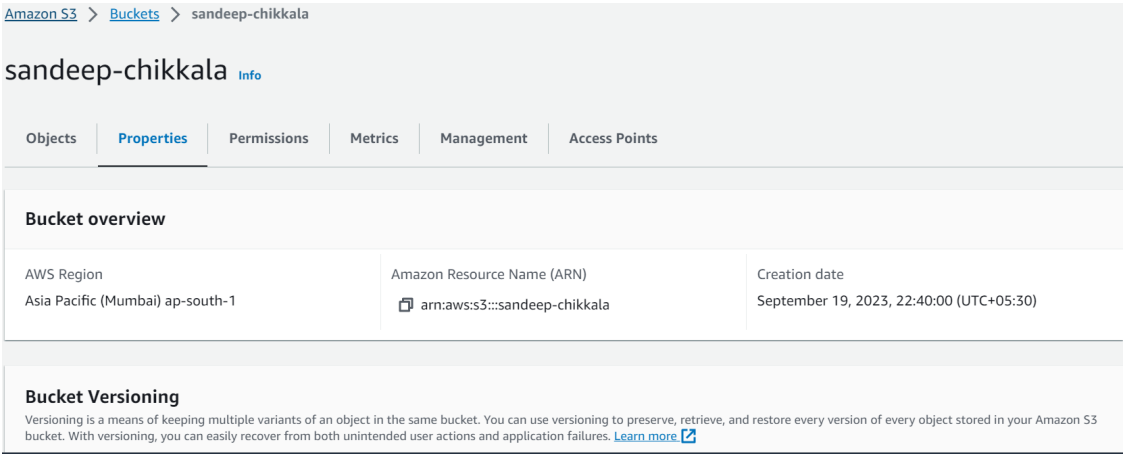 Amazon S3 > Buckets > sandeep-chikkala
sandeep-chikkala Info
Objects Properties Permissions Metrics Management Access Points
Bucket overview
AWS Region Amazon Resource Name (ARN) Creation date
Asia Pacific (Mumbai) ap-south-1 arn:aws:s3:::sandeep-chikkala September 19, 2023, 22:40:00 (UTC+05:30)
Bucket Versioning
Versioning is a means of keeping multiple variants of an object in the same bucket. You can use versioning to preserve, retrieve, and restore every version of every object stored in your Amazon S3
bucket. With versioning, you can easily recover from both unintended user actions and application failures. Learn more